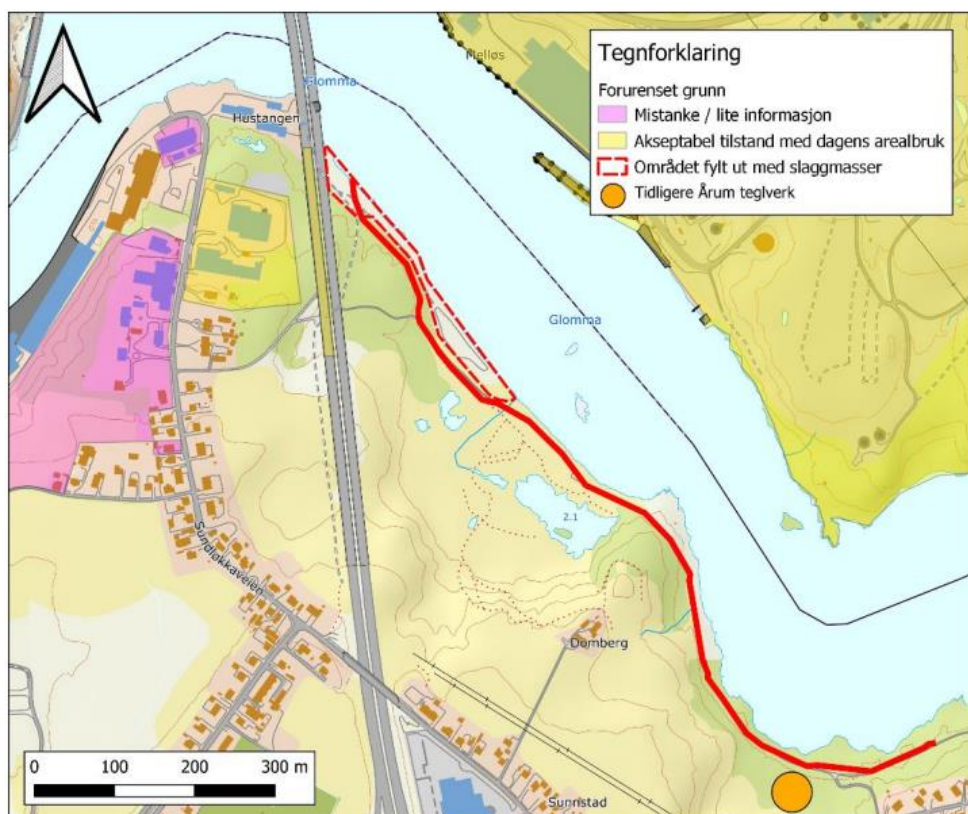 Tegnforklaring
Forurenset grunn
Mistanke / lite informasjon
Akseptabel tilstand med dagens arealbruk
Området fylt ut med slaggmasser
Tidligere Årum teglverk
Melløs
Glomma
Hustangen
Glomma
2.1
Sundløkkaveien
Domberg
Sunnstad
0 100 200 300 m